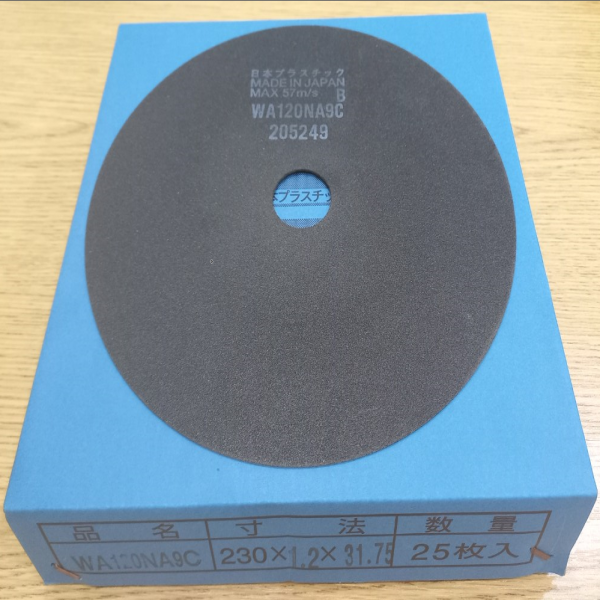 日本プラスチック
MADE IN JAPAN
MAX 57m/s B
WA120NA9C
205249
本プラスチッ
品名 寸法 数量
WA120NA9C 230×1.2×31.75 25枚入